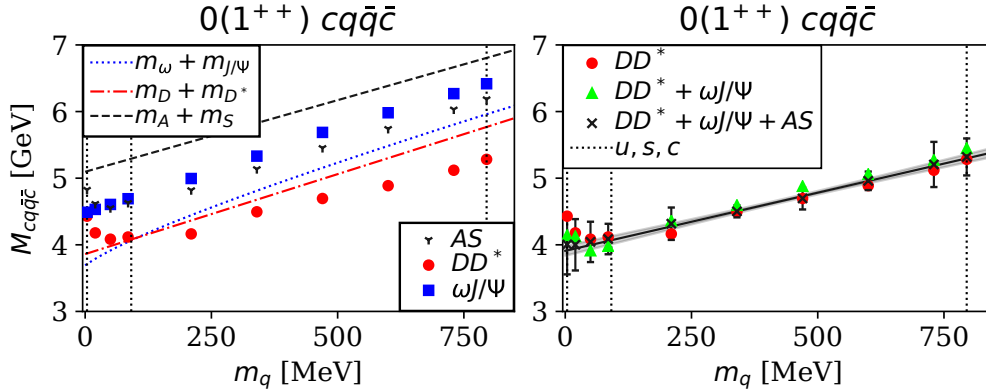 0(1⁺⁺) cqq̄c̄
7
6
5
4
3
M_{cqq̄c̄} [GeV]
m_ω + m_{J/Ψ}
m_D + m_{D*}
m_A + m_S
AS
DD*
ωJ/Ψ
0 250 500 750
m_q [MeV]
0(1⁺⁺) cqq̄c̄
7
6
5
4
3
DD*
DD* + ωJ/Ψ
DD* + ωJ/Ψ + AS
u, s, c
0 250 500 750
m_q [MeV]